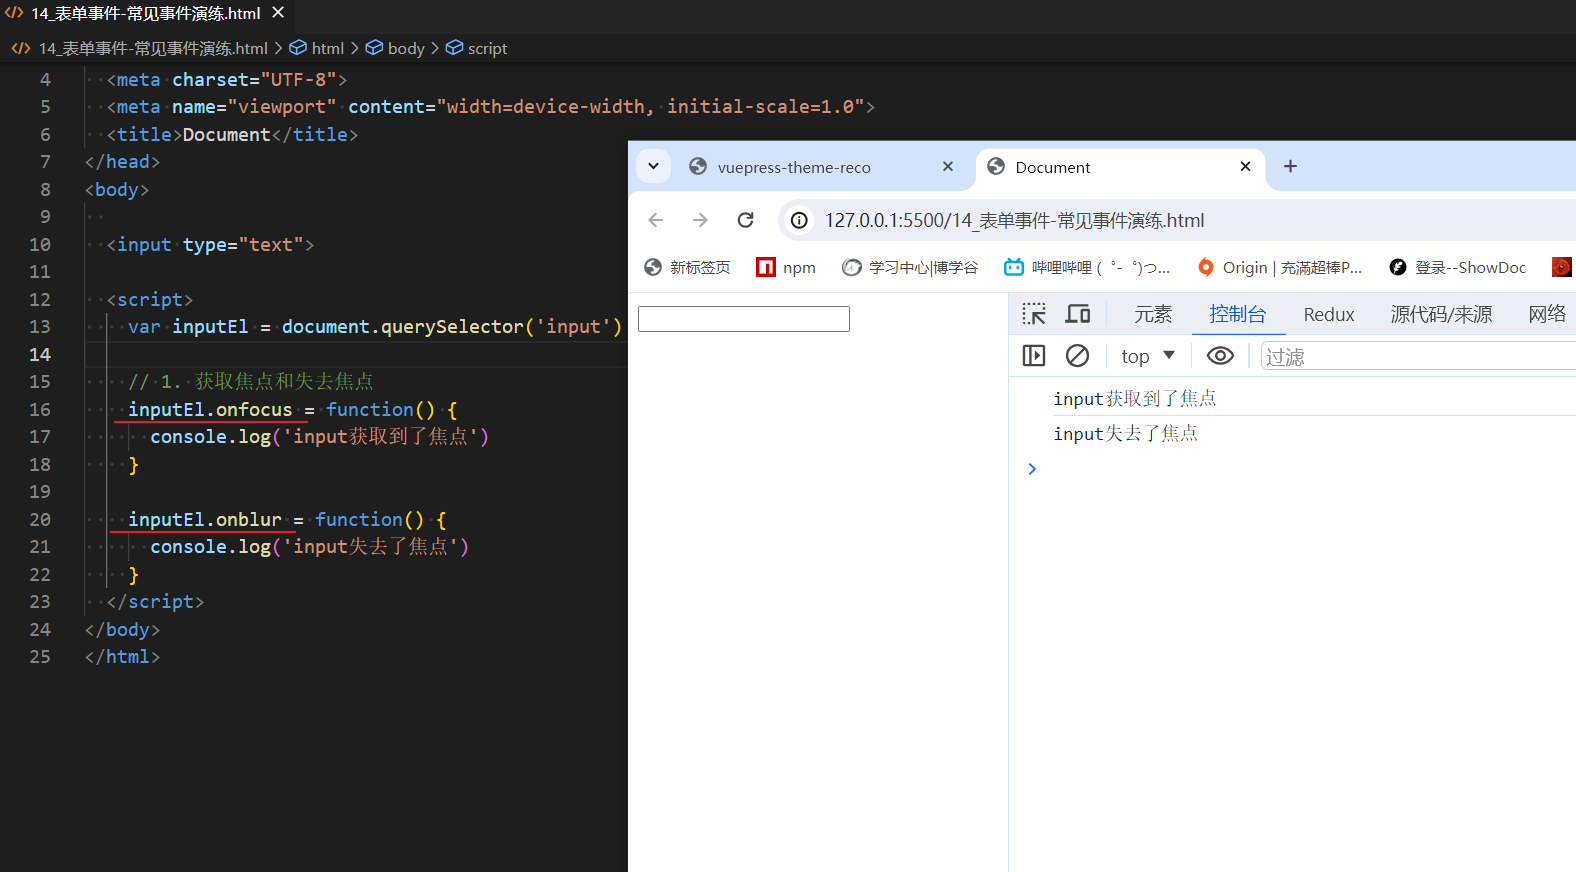 14_表单事件-常见事件演练.html
14_表单事件-常见事件演练.html > html > body > script
4 <meta charset="UTF-8">
5 <meta name="viewport" content="width=device-width, initial-scale=1.0">
6 <title>Document</title>
7 </head>
8 <body>
9
10 <input type="text">
11
12 <script>
13 var inputEl = document.querySelector('input')
14
15 // 1. 获取焦点和失去焦点
16 inputEl.onfocus = function() {
17 console.log('input获取到了焦点')
18 }
19
20 inputEl.onblur = function() {
21 console.log('input失去了焦点')
22 }
23 </script>
24 </body>
25 </html>
vuepress-theme-reco
Document
127.0.0.1:5500/14_表单事件-常见事件演练.html
新标签页 npm 学习中心|博学谷 哔哩哔哩 ( ゜- ゜)つ... Origin | 充滿超棒P... 登录--ShowDoc
元素 控制台 Redux 源代码/来源 网络
top 过滤
input获取到了焦点
input失去了焦点